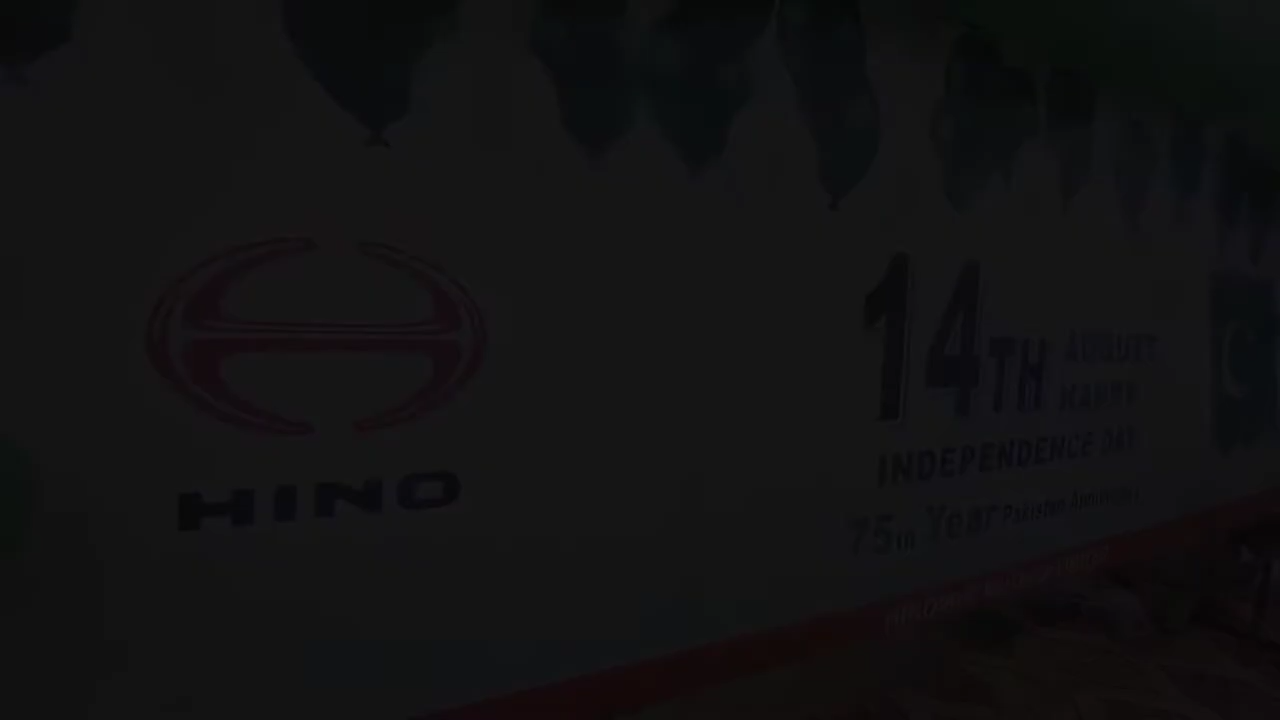 HINO
14TH AUGUST
HAPPY
INDEPENDENCE DAY
75th Year Pakistan Anniversary